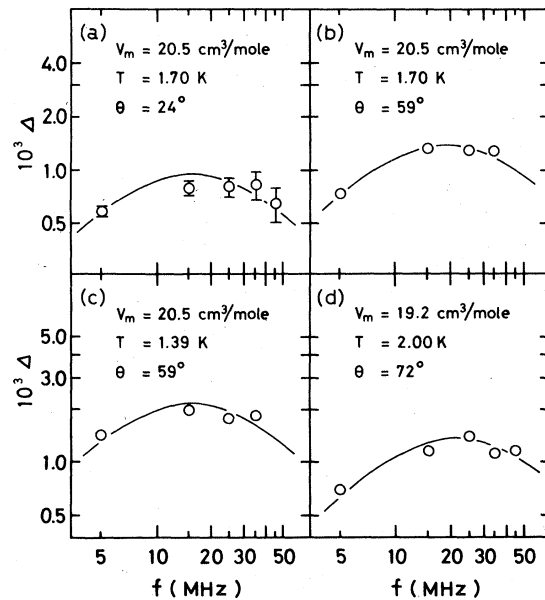 (a)
V_m = 20.5 cm³/mole
T = 1.70 K
θ = 24°
4.0
2.0
1.0
0.5
10³ Δ
(b)
V_m = 20.5 cm³/mole
T = 1.70 K
θ = 59°
(c)
V_m = 20.5 cm³/mole
T = 1.39 K
θ = 59°
5.0
3.0
1.0
0.5
10³ Δ
5 10 20 30 50
f (MHz)
(d)
V_m = 19.2 cm³/mole
T = 2.00 K
θ = 72°
5 10 20 30 50
f (MHz)